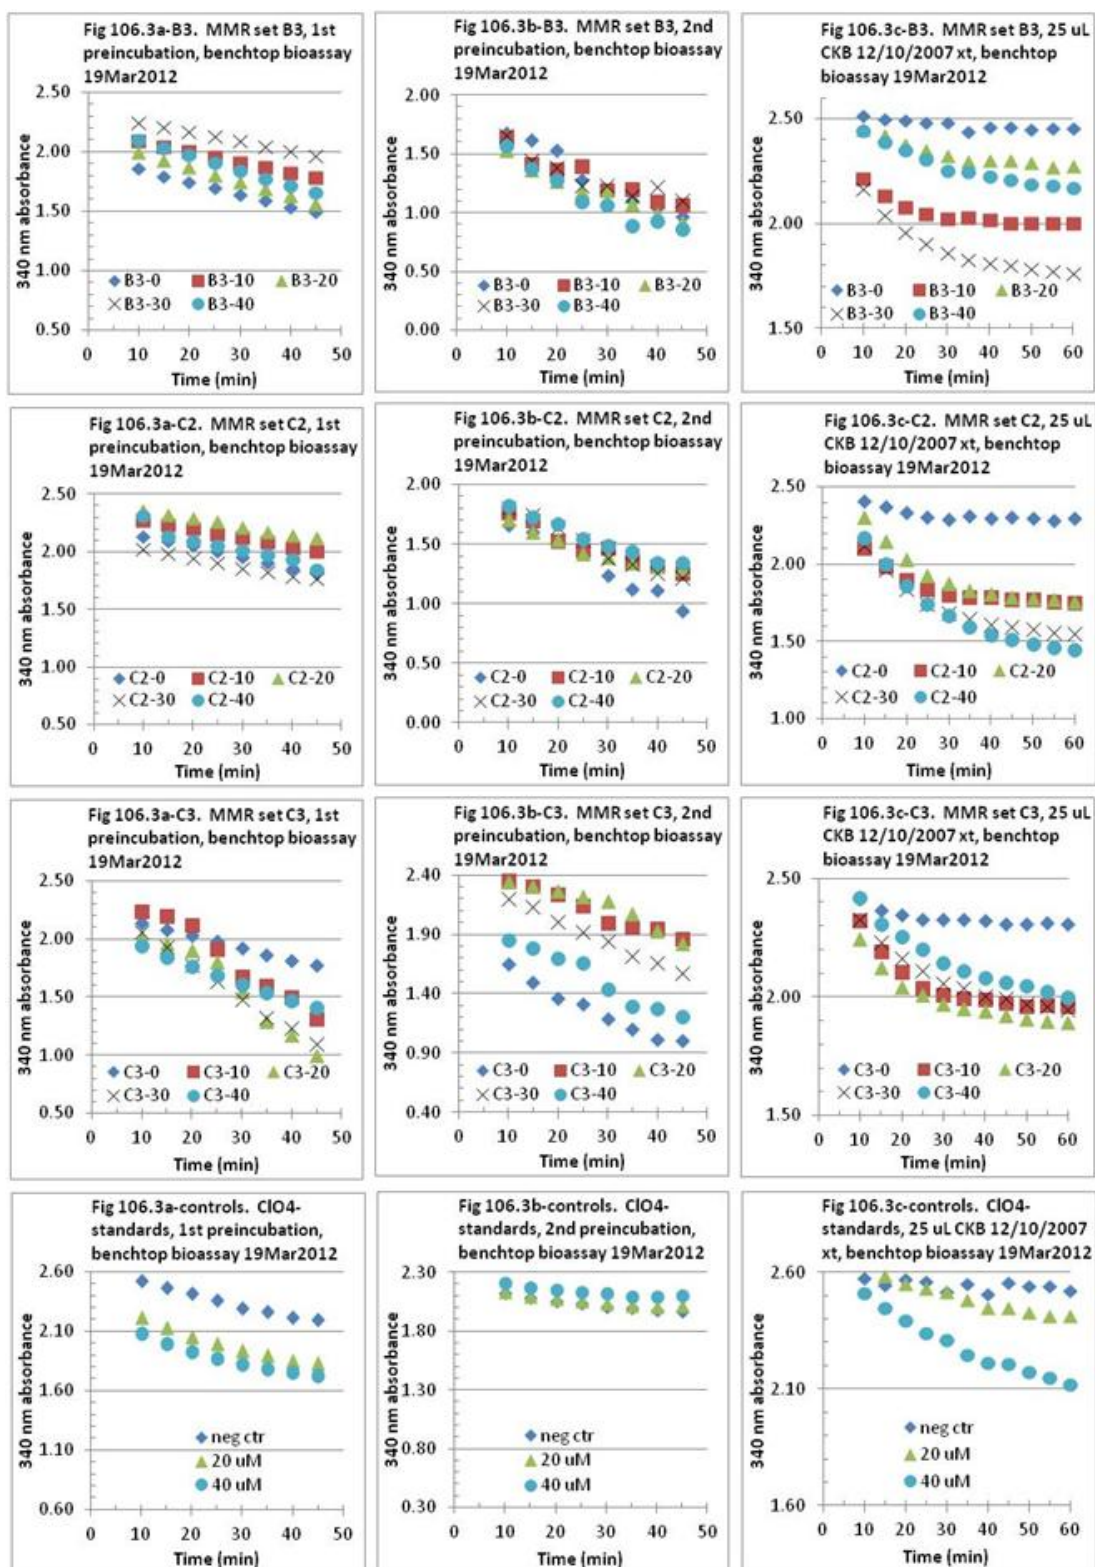 Fig 106.3a-B3. MMR set B3, 1st
preincubation, benchtop bioassay
19Mar2012
2.50
2.00
1.50
1.00
0.50
340 nm absorbance
B3-0 B3-10 B3-20
B3-30 B3-40
0 10 20 30 40 50
Time (min)
Fig 106.3b-B3. MMR set B3, 2nd
preincubation, benchtop bioassay
19Mar2012
2.00
1.50
1.00
0.50
0.00
340 nm absorbance
B3-0 B3-10 B3-20
B3-30 B3-40
0 10 20 30 40 50
Time (min)
Fig 106.3c-B3. MMR set B3, 25 uL
CKB 12/10/2007 xt, benchtop
bioassay 19Mar2012
2.50
2.00
1.50
340 nm absorbance
B3-0 B3-10 B3-20
B3-30 B3-40
0 10 20 30 40 50 60
Time (min)
Fig 106.3a-C2. MMR set C2, 1st
preincubation, benchtop bioassay
19Mar2012
2.50
2.00
1.50
1.00
0.50
340 nm absorbance
C2-0 C2-10 C2-20
C2-30 C2-40
0 10 20 30 40 50
Time (min)
Fig 106.3b-C2. MMR set C2, 2nd
preincubation, benchtop bioassay
19Mar2012
2.00
1.50
1.00
0.50
0.00
340 nm absorbance
C2-0 C2-10 C2-20
C2-30 C2-40
0 10 20 30 40 50
Time (min)
Fig 106.3c-C2. MMR set C2, 25 uL
CKB 12/10/2007 xt, benchtop
bioassay 19Mar2012
2.50
2.00
1.50
1.00
340 nm absorbance
C2-0 C2-10 C2-20
C2-30 C2-40
0 10 20 30 40 50 60
Time (min)
Fig 106.3a-C3. MMR set C3, 1st
preincubation, benchtop bioassay
19Mar2012
2.50
2.00
1.50
1.00
0.50
340 nm absorbance
C3-0 C3-10 C3-20
C3-30 C3-40
0 10 20 30 40 50
Time (min)
Fig 106.3b-C3. MMR set C3, 2nd
preincubation, benchtop bioassay
19Mar2012
2.40
1.90
1.40
0.90
0.40
340 nm absorbance
C3-0 C3-10 C3-20
C3-30 C3-40
0 10 20 30 40 50
Time (min)
Fig 106.3c-C3. MMR set C3, 25 uL
CKB 12/10/2007 xt, benchtop
bioassay 19Mar2012
2.50
2.00
1.50
340 nm absorbance
C3-0 C3-10 C3-20
C3-30 C3-40
0 10 20 30 40 50 60
Time (min)
Fig 106.3a-controls. ClO4-
standards, 1st preincubation,
benchtop bioassay 19Mar2012
2.60
2.10
1.60
1.10
0.60
340 nm absorbance
neg ctr
20 uM
40 uM
0 10 20 30 40 50
Time (min)
Fig 106.3b-controls. ClO4-
standards, 2nd preincubation,
benchtop bioassay 19Mar2012
2.30
1.80
1.30
0.80
0.30
340 nm absorbance
neg ctr
20 uM
40 uM
0 10 20 30 40 50
Time (min)
Fig 106.3c-controls. ClO4-
standards, 25 uL CKB 12/10/2007
xt, benchtop bioassay 19Mar2012
2.60
2.10
1.60
340 nm absorbance
neg ctr
20 uM
40 uM
0 10 20 30 40 50 60
Time (min)